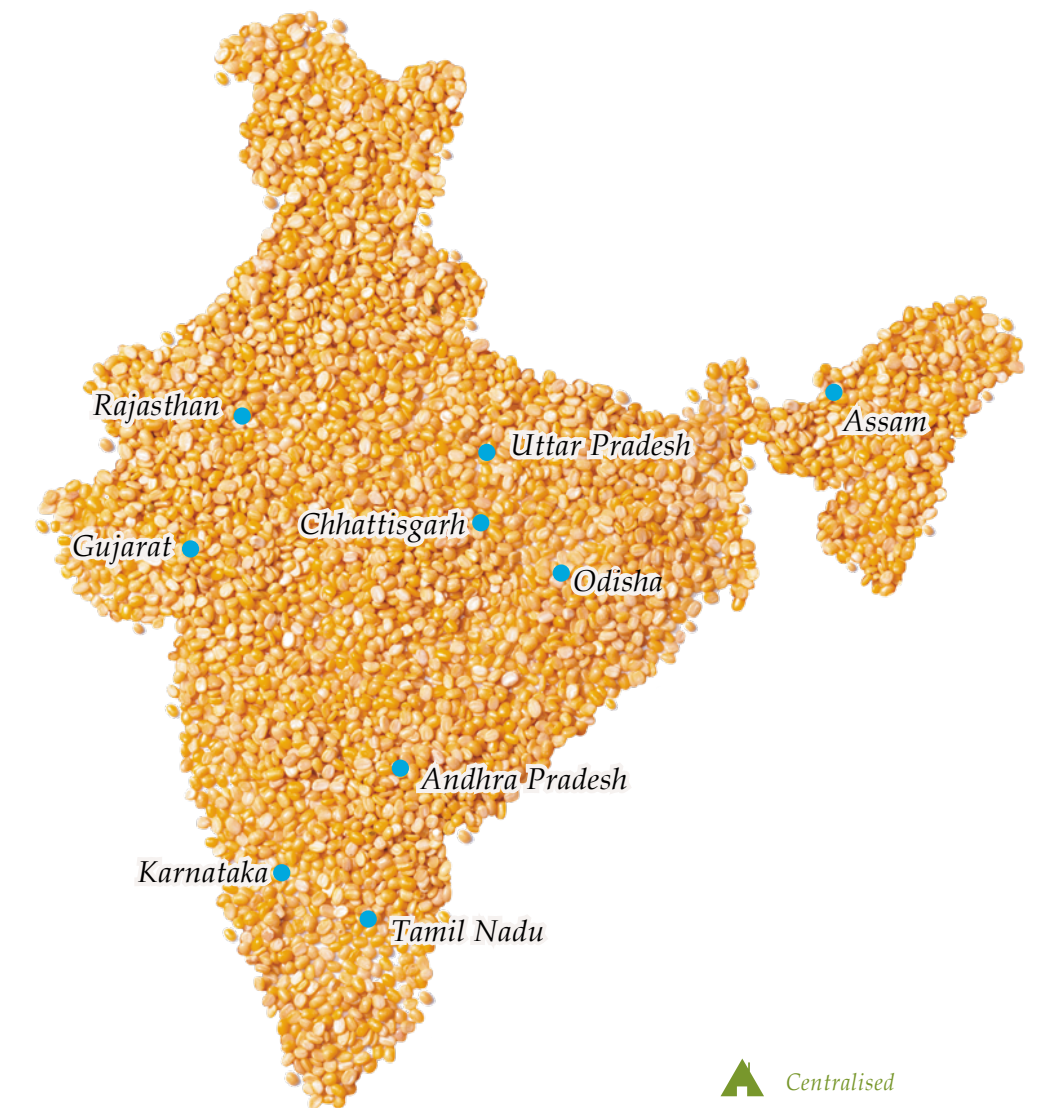 Rajasthan
Assam
Uttar Pradesh
Chhattisgarh
Gujarat
Odisha
Andhra Pradesh
Karnataka
Tamil Nadu
Centralised